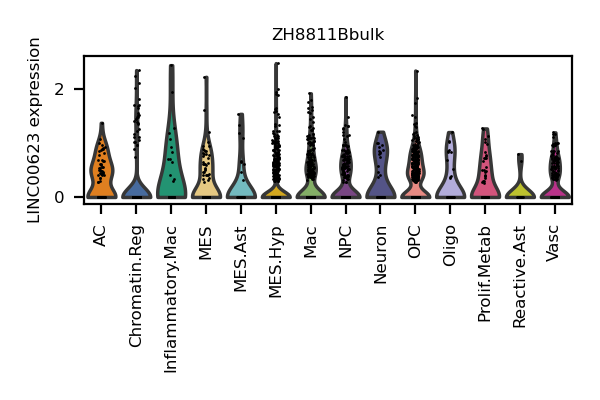 ZH8811Bbulk
LINC00623 expression
2
0
AC
Chromatin.Reg
Inflammatory.Mac
MES
MES.Ast
MES.Hyp
Mac
NPC
Neuron
OPC
Oligo
Prolif.Metab
Reactive.Ast
Vasc